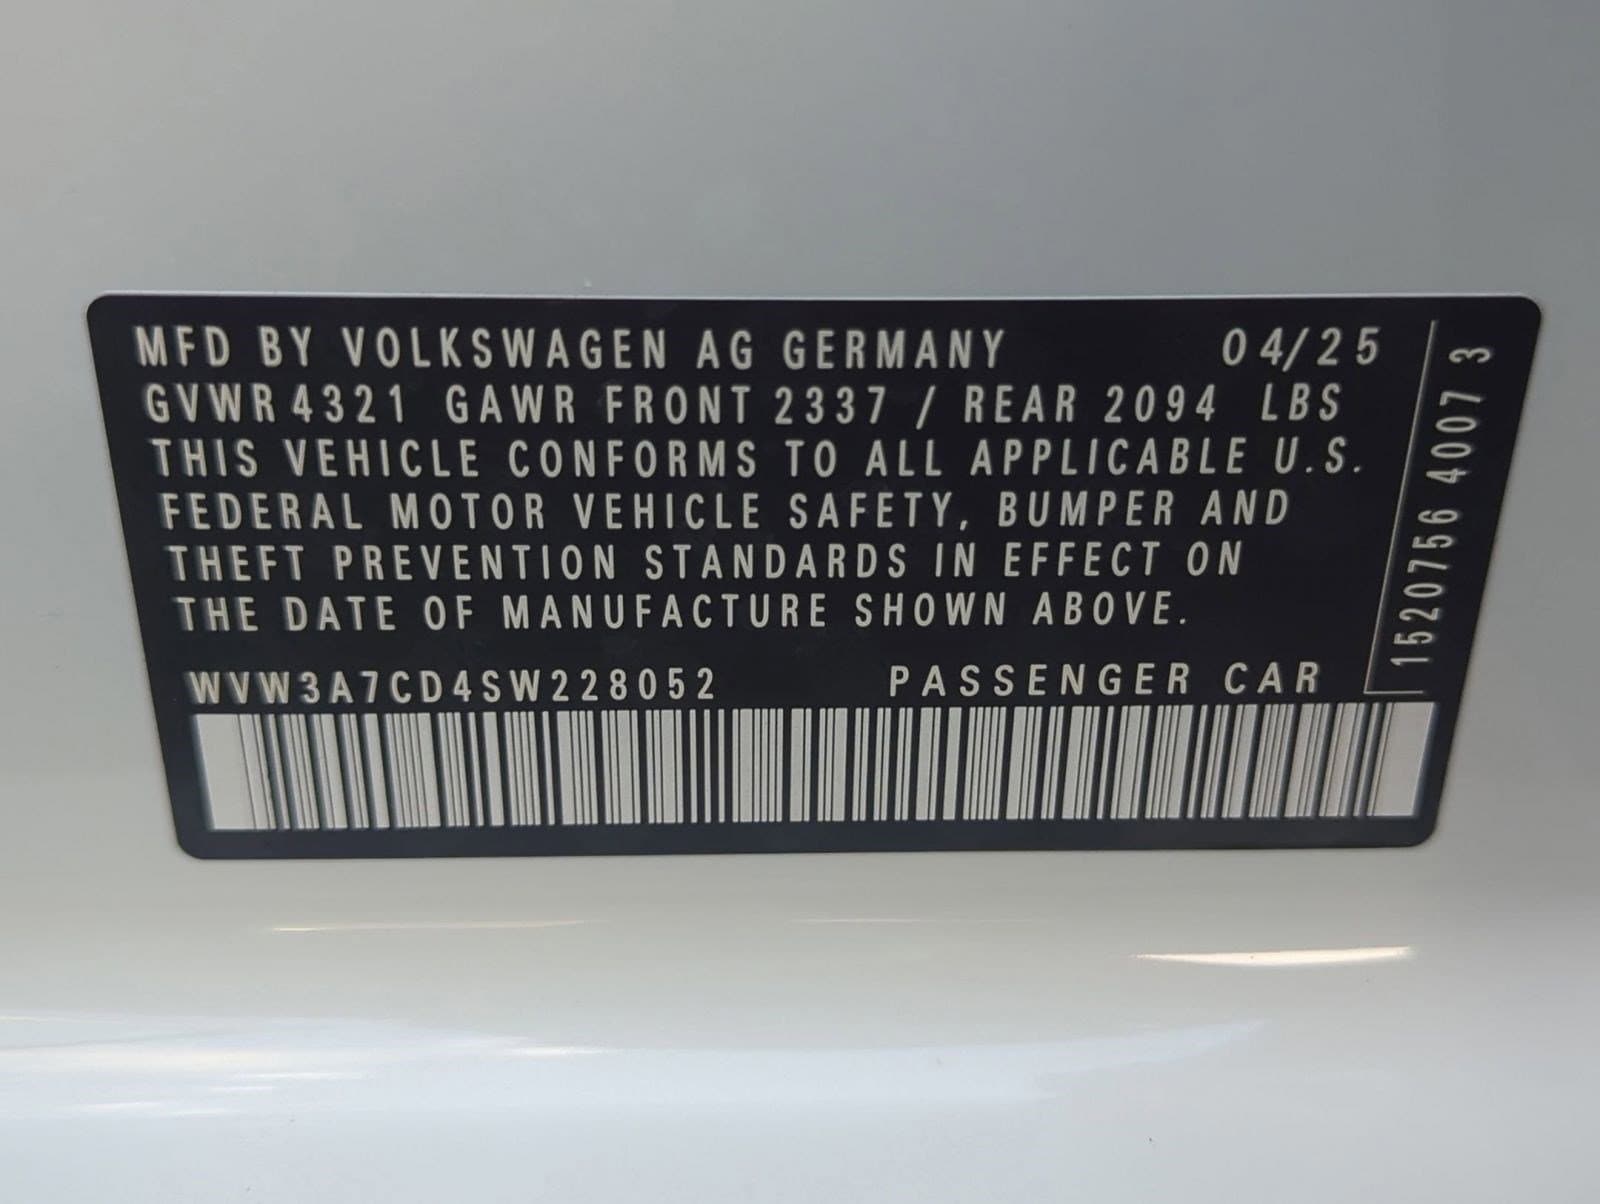 MFD BY VOLKSWAGEN AG GERMANY 04/25
GVWR 4321 GAWR FRONT 2337 / REAR 2094 LBS
THIS VEHICLE CONFORMS TO ALL APPLICABLE U.S.
FEDERAL MOTOR VEHICLE SAFETY, BUMPER AND
THEFT PREVENTION STANDARDS IN EFFECT ON
THE DATE OF MANUFACTURE SHOWN ABOVE.
WVW3A7CD4SW228052 PASSENGER CAR
1520756 4007 3